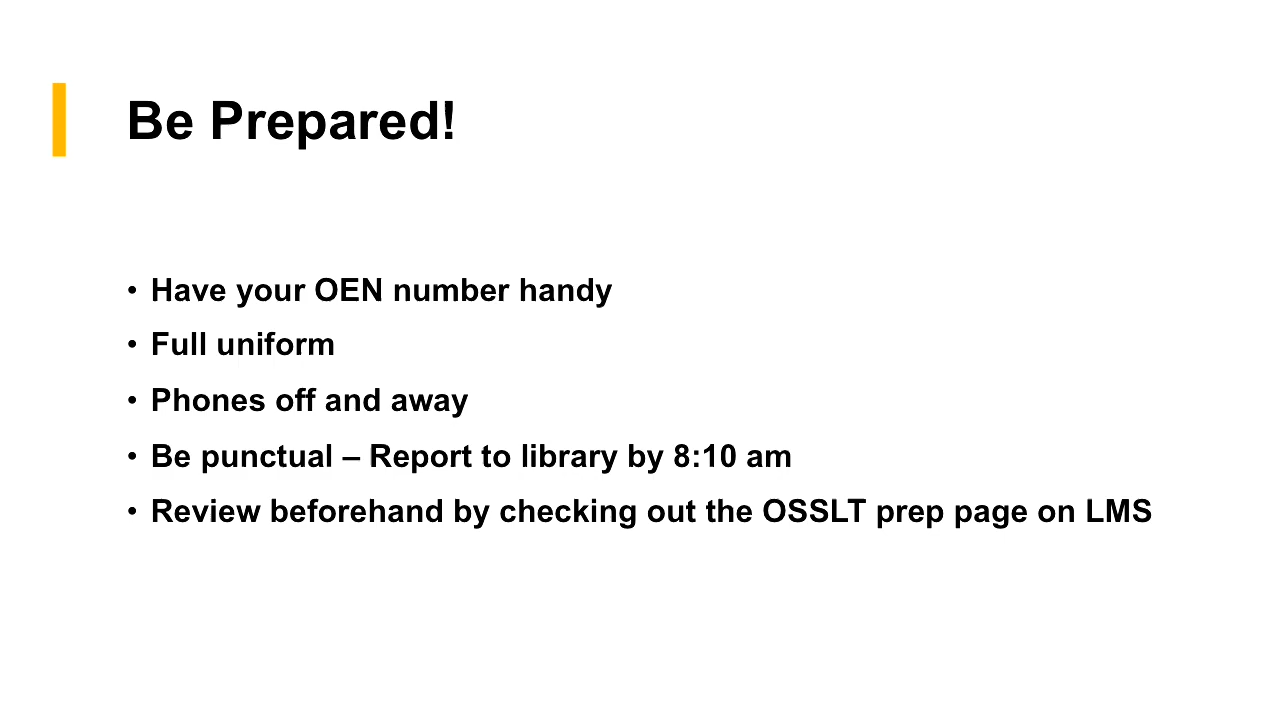 Be Prepared!
• Have your OEN number handy
• Full uniform
• Phones off and away
• Be punctual – Report to library by 8:10 am
• Review beforehand by checking out the OSSLT prep page on LMS